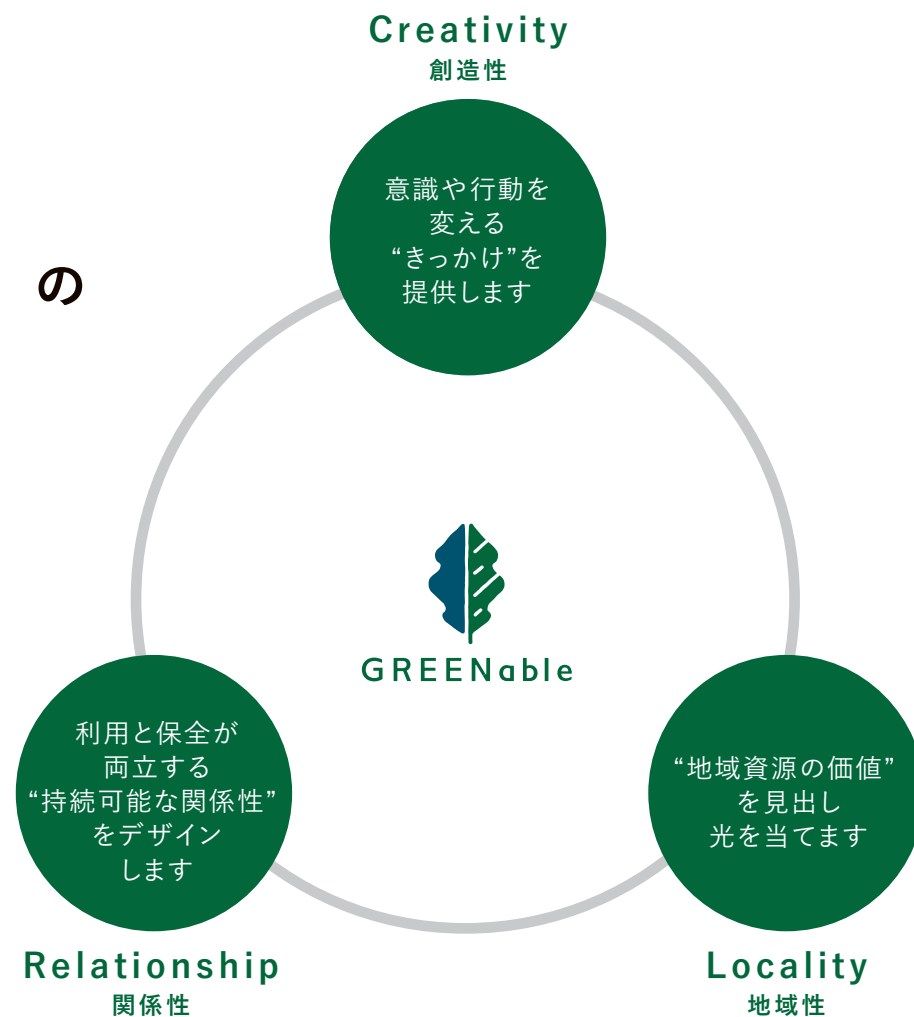 Creativity
創造性
意識や行動を
変える
“きっかけ”を
提供します
の
GREENable
利用と保全が
両立する
“持続可能な関係性”
をデザイン
します
Relationship
関係性
“地域資源の価値”
を見出し
光を当てます
Locality
地域性